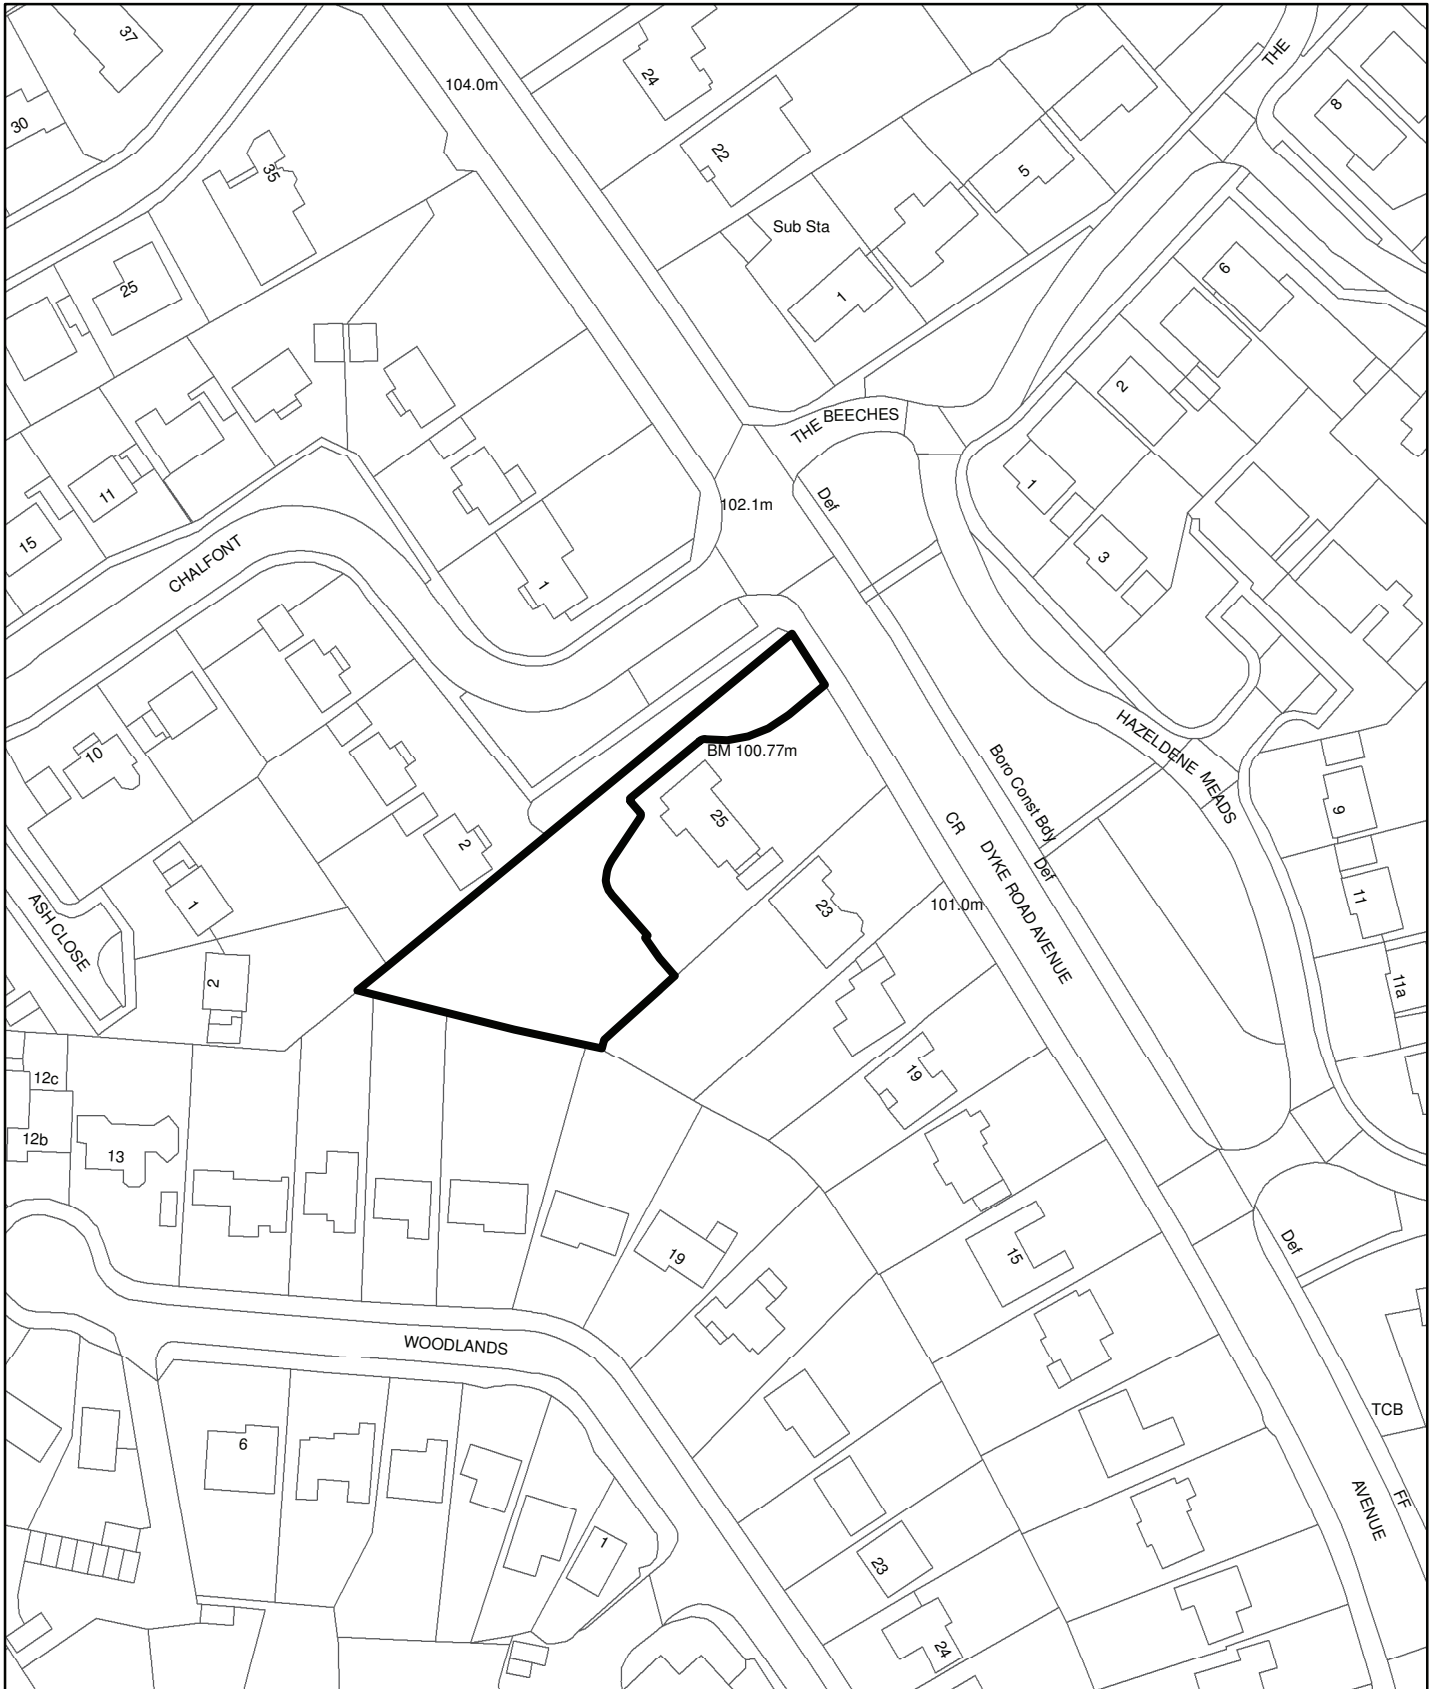 37
30
104.0m
24
THE
8
35
22
5
Sub Sta
25
1
6
2
THE BEECHES
11
15
102.1m
Def
1
3
CHALFONT
1
HAZELDENE MEADS
BM 100.77m
Boro Const Bdy
Def
10
25
9
CR
DYKE ROAD AVENUE
2
1
23
101.0m
11
ASH CLOSE
2
11a
12c
12b
13
19
19
15
Def
WOODLANDS
TCB
6
FF
AVENUE
1
23
24